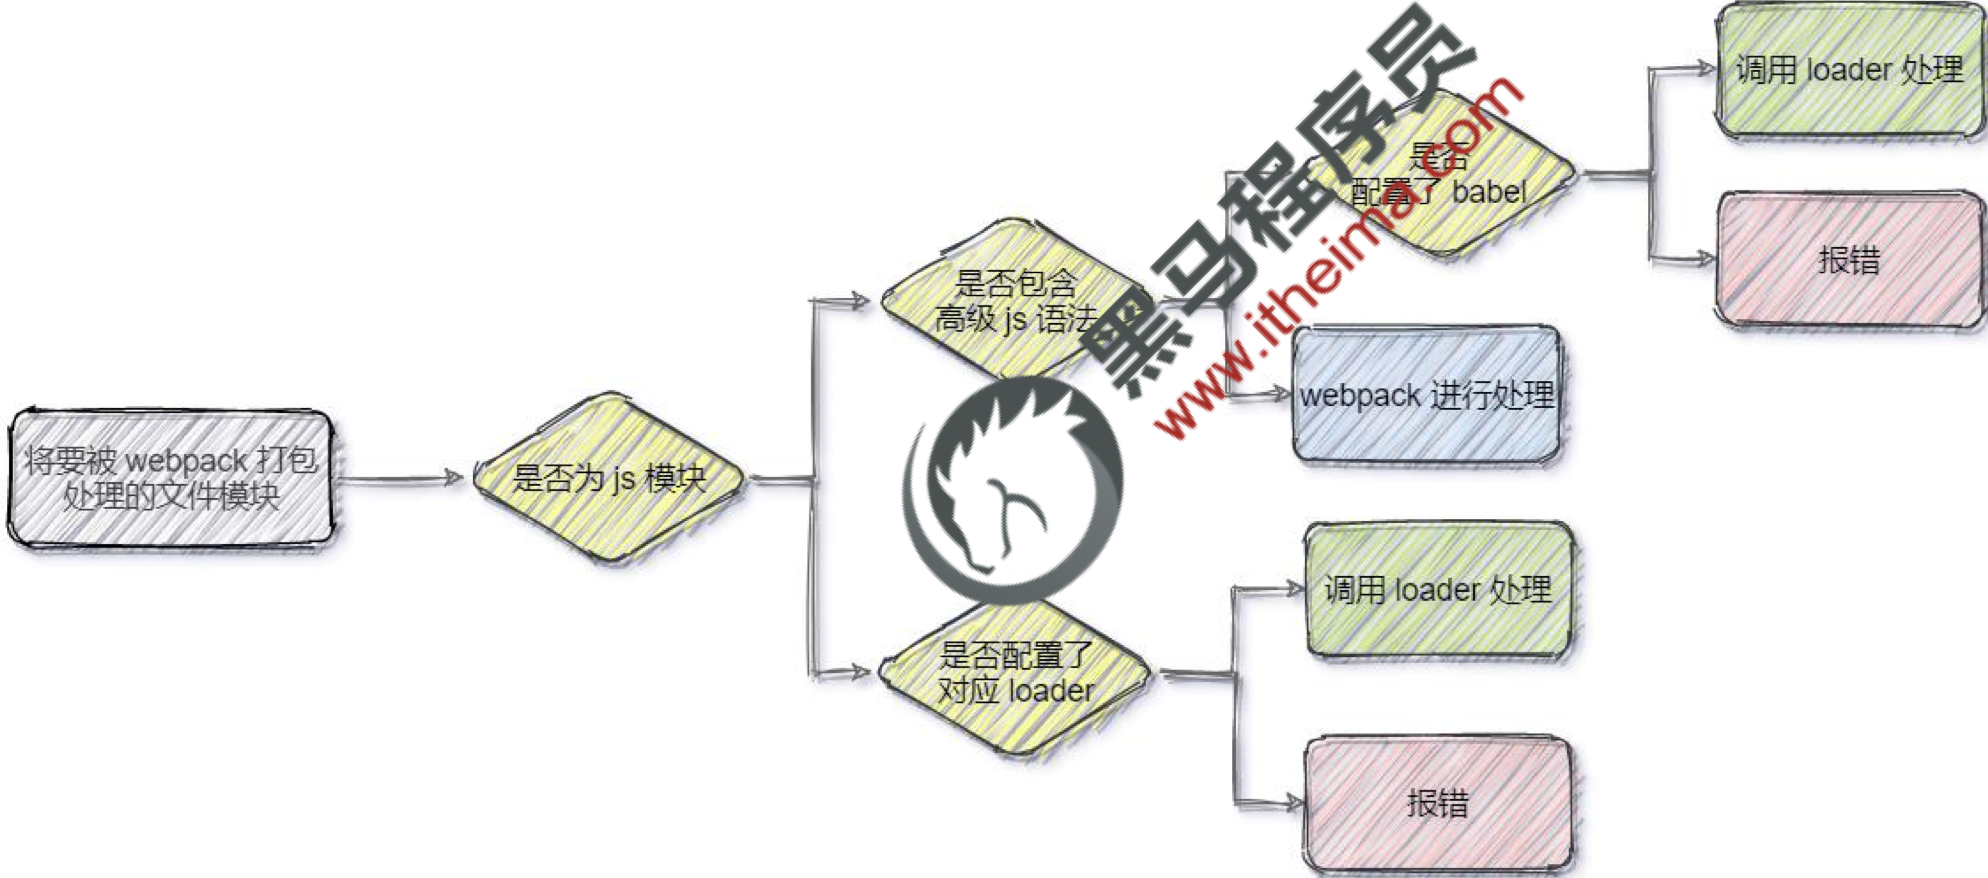 将要被 webpack 打包
处理的文件模块
是否为 js 模块
是否包含
高级 js 语法
是否
配置了 babel
调用 loader 处理
报错
webpack 进行处理
是否配置了
对应 loader
调用 loader 处理
报错
黑马程序员
www.itheima.com